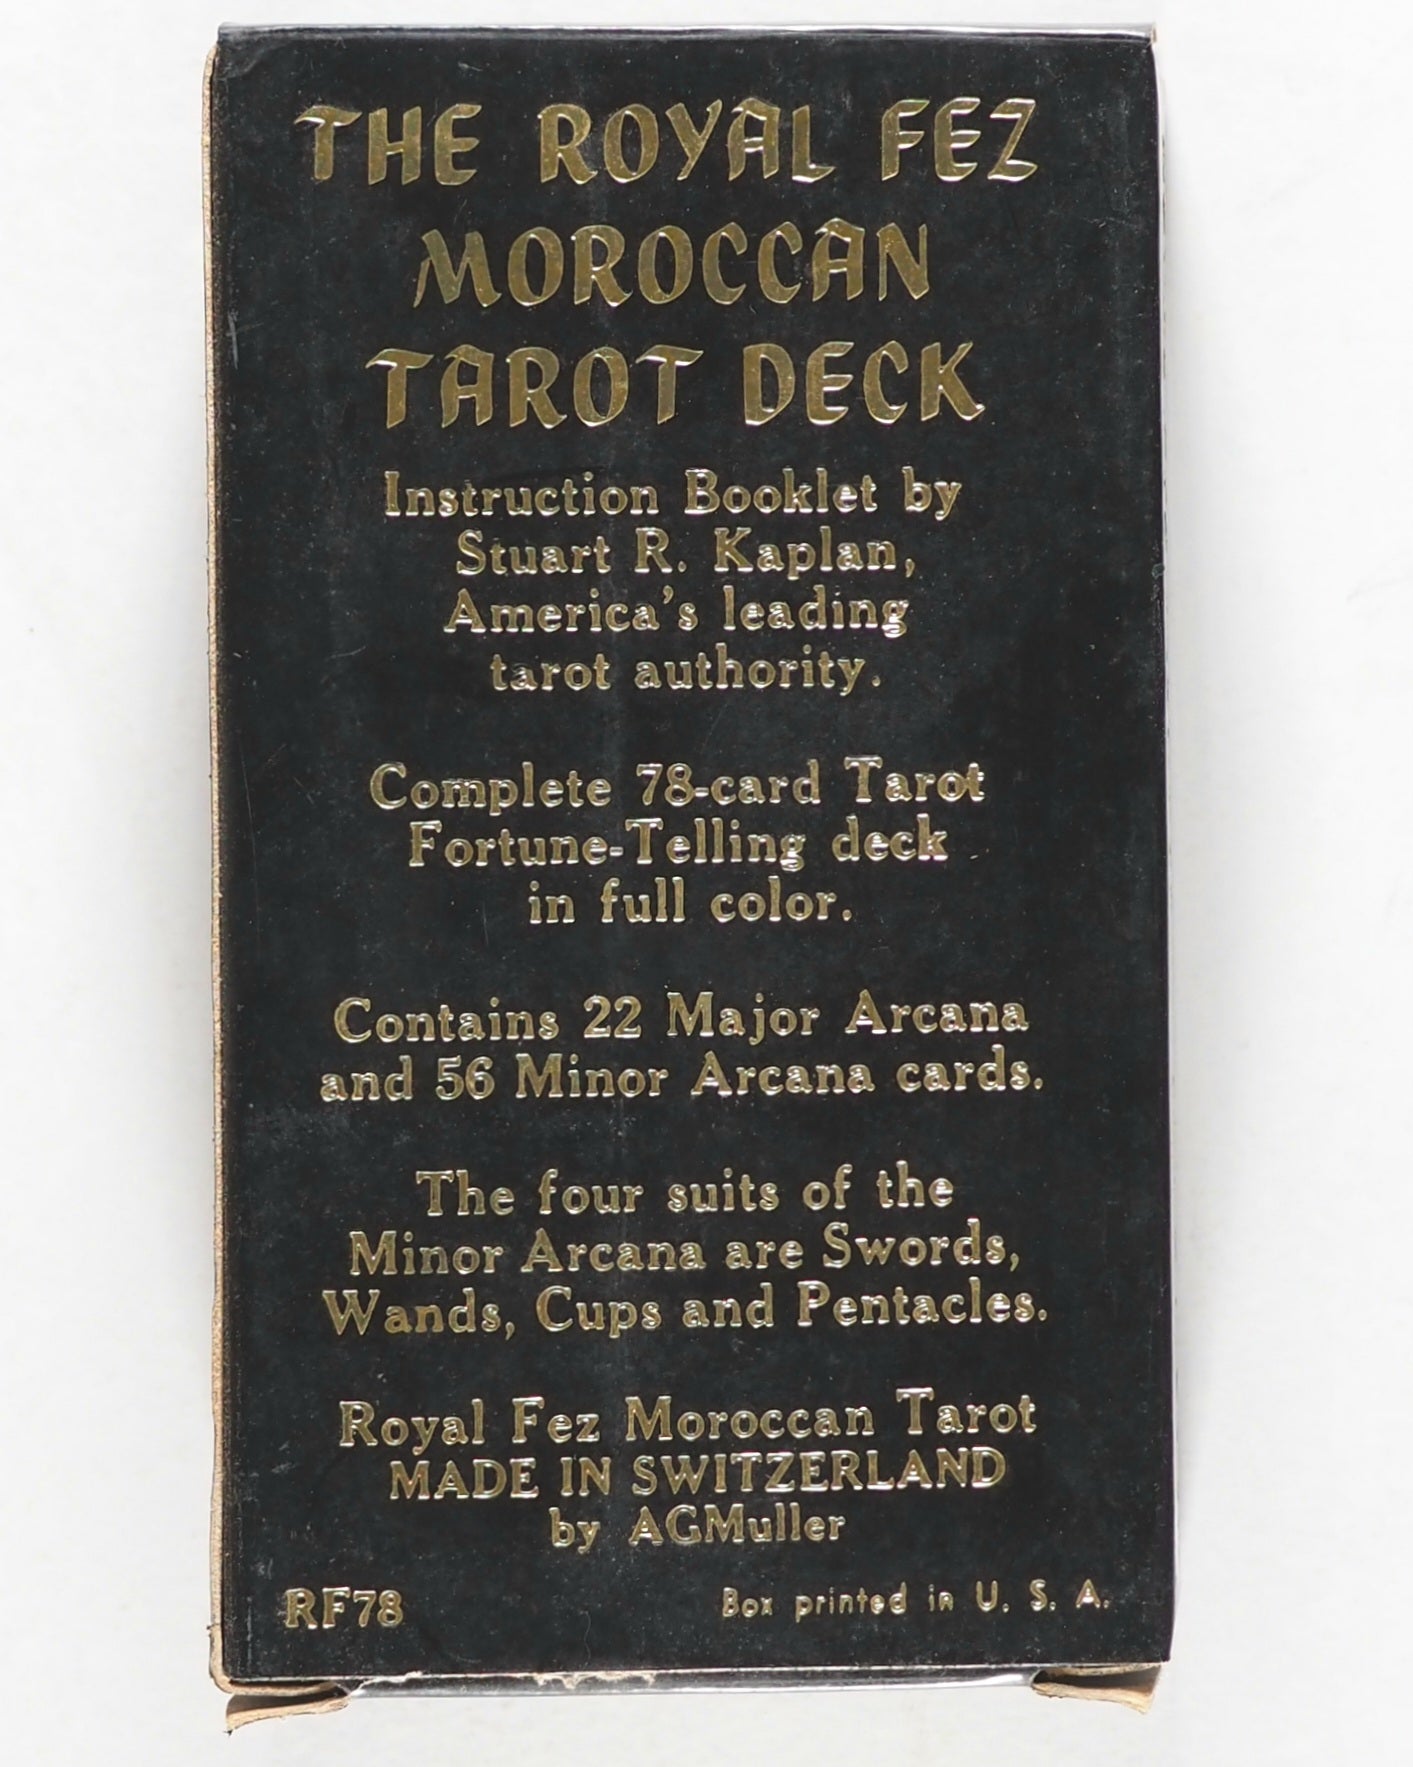 THE ROYAL FEZ
MOROCCAN
TAROT DECK
Instruction Booklet by
Stuart R. Kaplan,
America's leading
tarot authority.
Complete 78-card Tarot
Fortune-Telling deck
in full color.
Contains 22 Major Arcana
and 56 Minor Arcana cards.
The four suits of the
Minor Arcana are Swords,
Wands, Cups and Pentacles.
Royal Fez Moroccan Tarot
MADE IN SWITZERLAND
by AGMuller
RF78
Box printed in U. S. A.